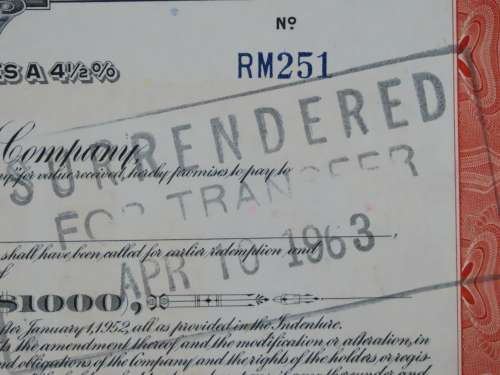 No
ES A 4½%
RM251
SURRENDERED
Company,
for value received, hereby promises to pay to
FOR TRANSFER
shall have been called for earlier redemption and
APR 10 1963
$1000),
after January 1, 1952, all as provided in the Indenture.
the amendment thereof and the modification or alteration, in
and obligations of the Company and the rights of the holders or regis-